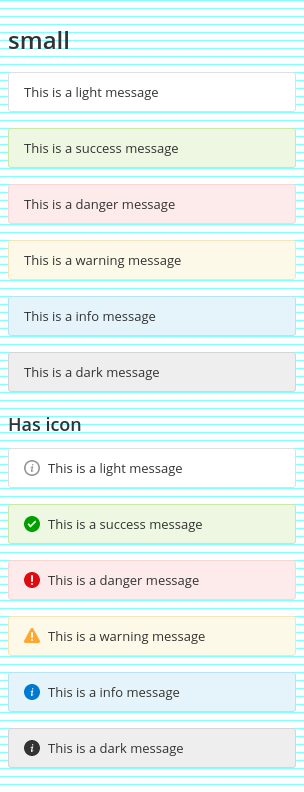 small
This is a light message
This is a success message
This is a danger message
This is a warning message
This is a info message
This is a dark message
Has icon
This is a light message
This is a success message
This is a danger message
This is a warning message
This is a info message
This is a dark message